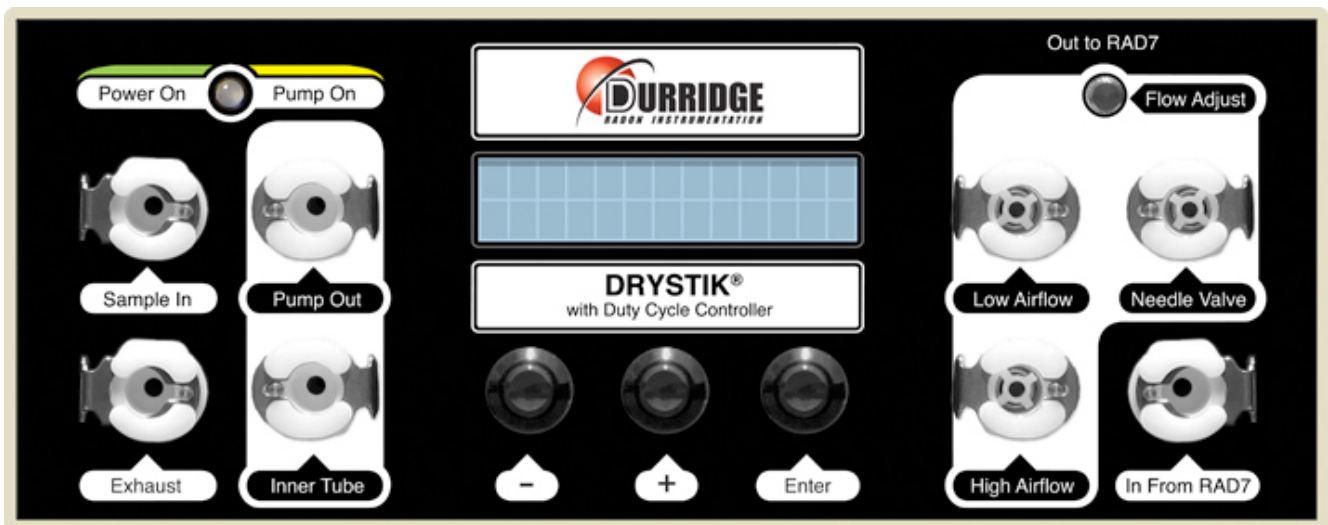 Out to RAD7
Power On
Pump On
DURRIDGE
RADON INSTRUMENTATION
Flow Adjust
Sample In
Pump Out
DRYSTIK®
with Duty Cycle Controller
Low Airflow
Needle Valve
Exhaust
Inner Tube
-
+
Enter
High Airflow
In From RAD7